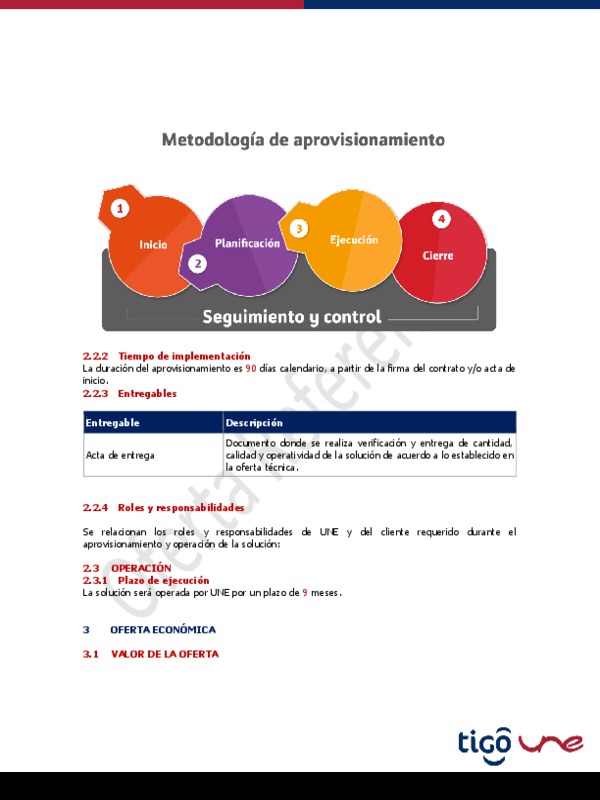 Metodología de aprovisionamiento
1
Inicio
2
Planificación
3
Ejecución
4
Cierre
Seguimiento y control
2.2.2 Tiempo de implementación
La duración del aprovisionamiento es 90 días calendario, a partir de la firma del contrato y/o acta de
inicio.
2.2.3 Entregables
Entregable Descripción
Acta de entrega
Documento donde se realiza verificación y entrega de cantidad,
calidad y operatividad de la solución de acuerdo a lo establecido en
la oferta técnica.
2.2.4 Roles y responsabilidades
Se relacionan los roles y responsabilidades de UNE y del cliente requerido durante el
aprovisionamiento y operación de la solución:
2.3 OPERACIÓN
2.3.1 Plazo de ejecución
La solución será operada por UNE por un plazo de 9 meses.
3 OFERTA ECONÓMICA
3.1 VALOR DE LA OFERTA
tigo une